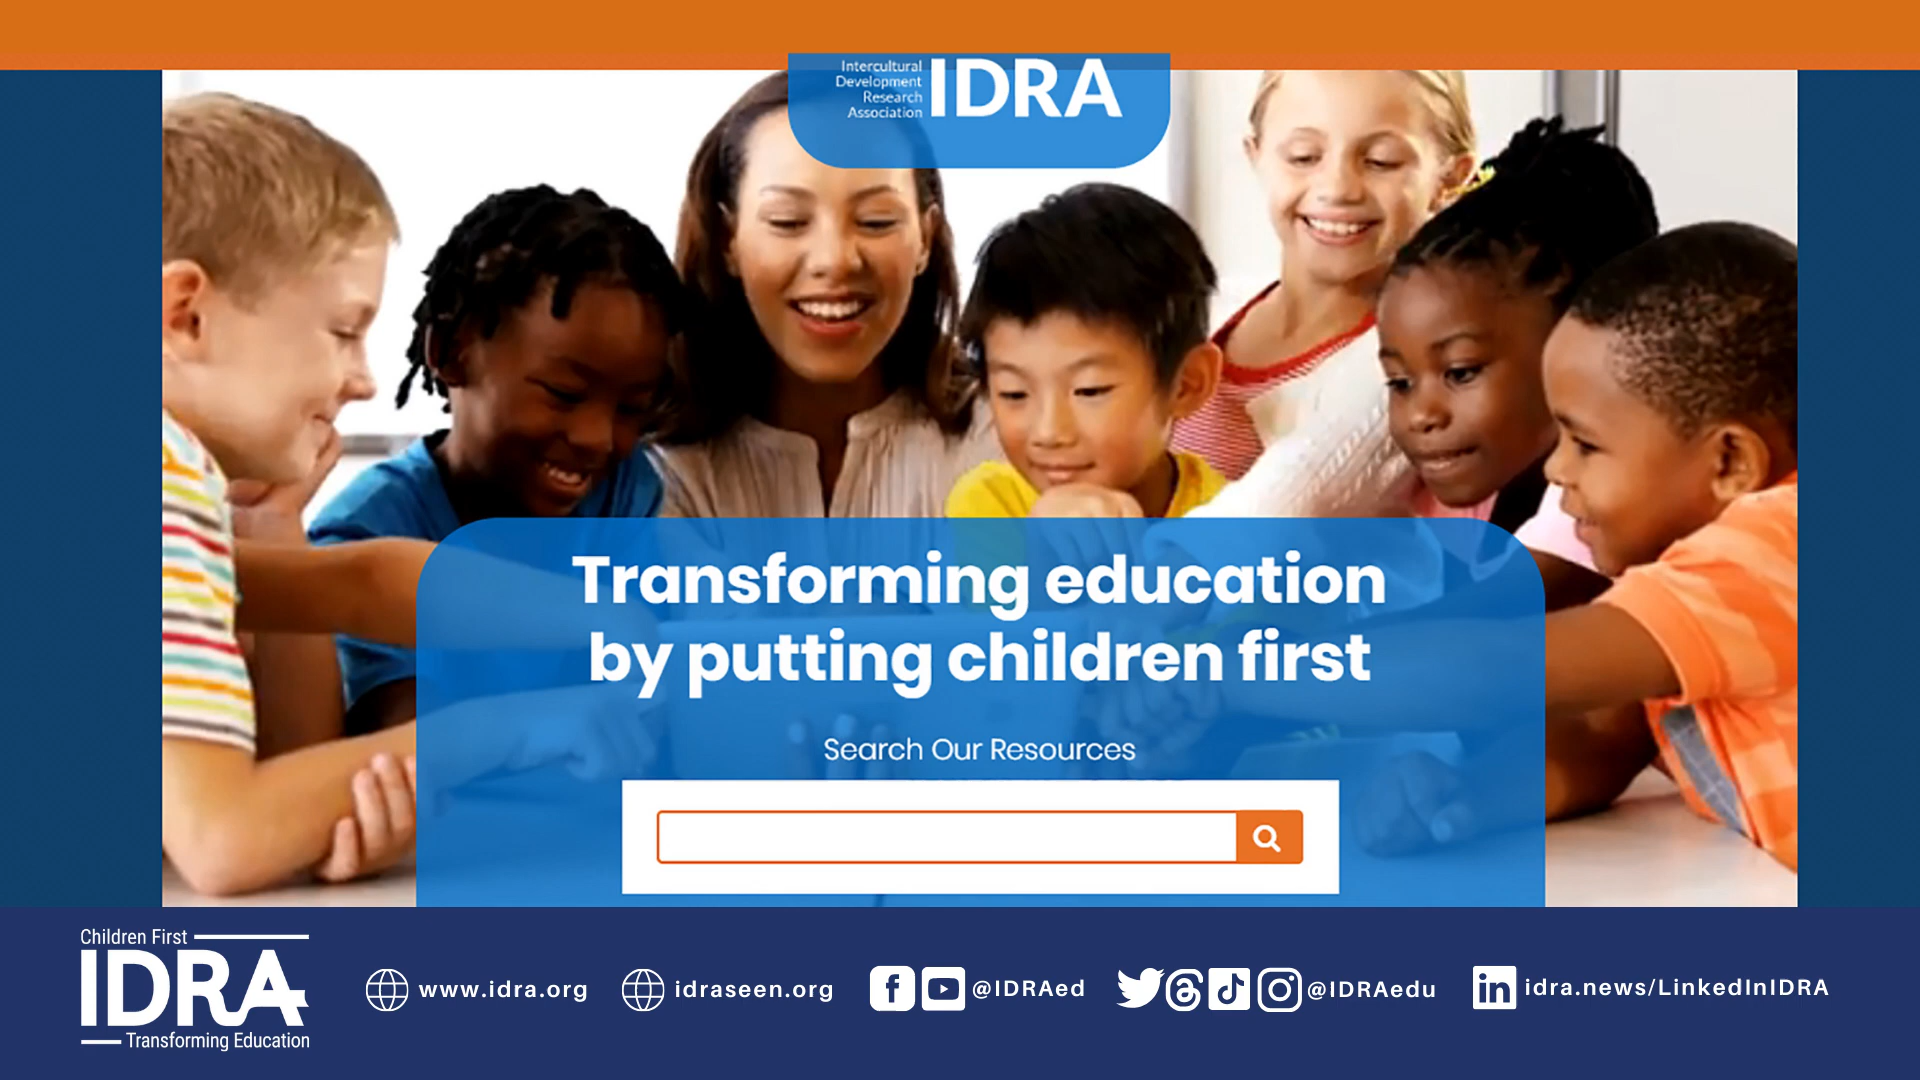 Intercultural
Development
Research
Association
IDRA
Transforming education
by putting children first
Search Our Resources
Children First
IDRA
Transforming Education
www.idra.org
idraseen.org
@IDRAed
@IDRAedu
idra.news/LinkedInIDRA